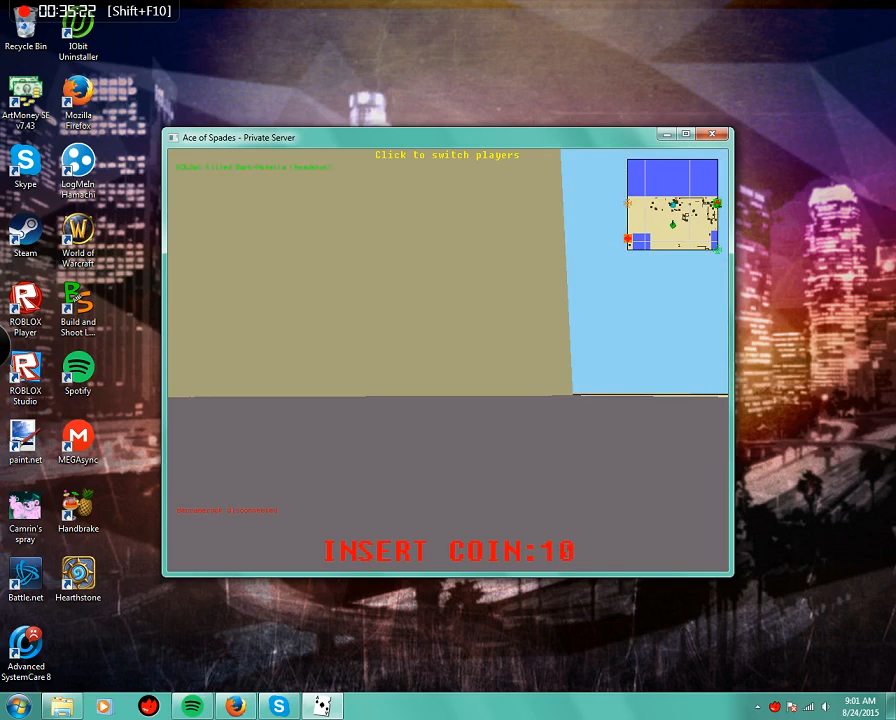 00:35:22 [Shift+F10]
Recycle Bin
IObit Uninstaller
ArtMoney SE v7.43
Mozilla Firefox
Skype
LogMeIn Hamachi
Steam
World of Warcraft
ROBLOX Player
Build and Shoot L...
ROBLOX Studio
Spotify
paint.net
MEGAsync
Camrin's spray
Handbrake
Battle.net
Hearthstone
Advanced SystemCare 8
Ace of Spades - Private Server
Click to switch players
INSERT COIN:10
9:01 AM
8/24/2015